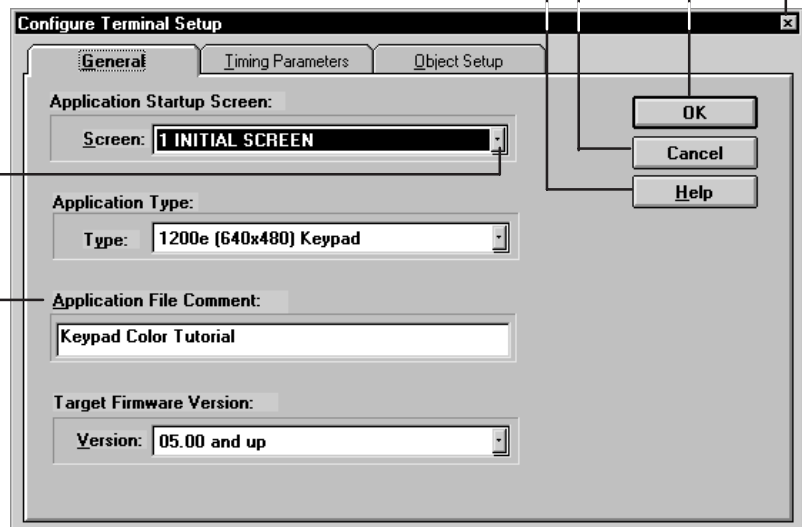 Configure Terminal Setup
General
Timing Parameters
Object Setup
Application Startup Screen:
Screen: 1 INITIAL SCREEN
OK
Cancel
Help
Application Type:
Type: 1200e (640x480) Keypad
Application File Comment:
Keypad Color Tutorial
Target Firmware Version:
Version: 05.00 and up